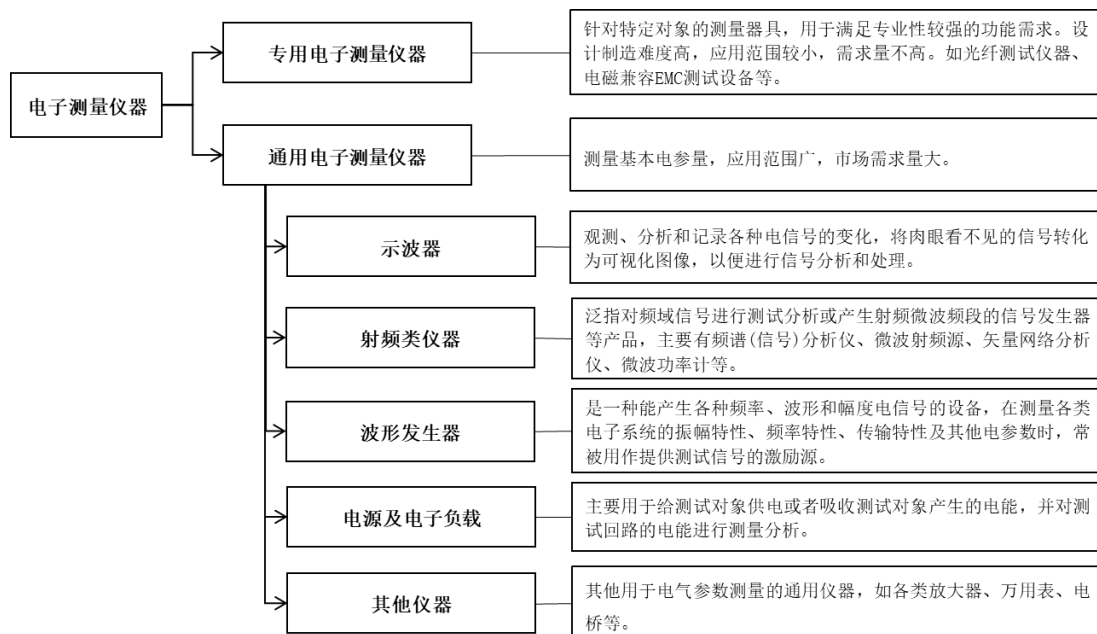 电子测量仪器
专用电子测量仪器
针对特定对象的测量器具，用于满足专业性较强的功能需求。设
计制造难度高，应用范围较小，需求量不高。如光纤测试仪器、
电磁兼容EMC测试设备等。
通用电子测量仪器
测量基本电参量，应用范围广，市场需求量大。
示波器
观测、分析和记录各种电信号的变化，将肉眼看不见的信号转化
为可视化图像，以便进行信号分析和处理。
射频类仪器
泛指对频域信号进行测试分析或产生射频微波频段的信号发生器
等产品，主要有频谱(信号)分析仪、微波射频源、矢量网络分析
仪、微波功率计等。
波形发生器
是一种能产生各种频率、波形和幅度电信号的设备，在测量各类
电子系统的振幅特性、频率特性、传输特性及其他电参数时，常
被用作提供测试信号的激励源。
电源及电子负载
主要用于给测试对象供电或者吸收测试对象产生的电能，并对测
试回路的电能进行测量分析。
其他仪器
其他用于电气参数测量的通用仪器，如各类放大器、万用表、电
桥等。